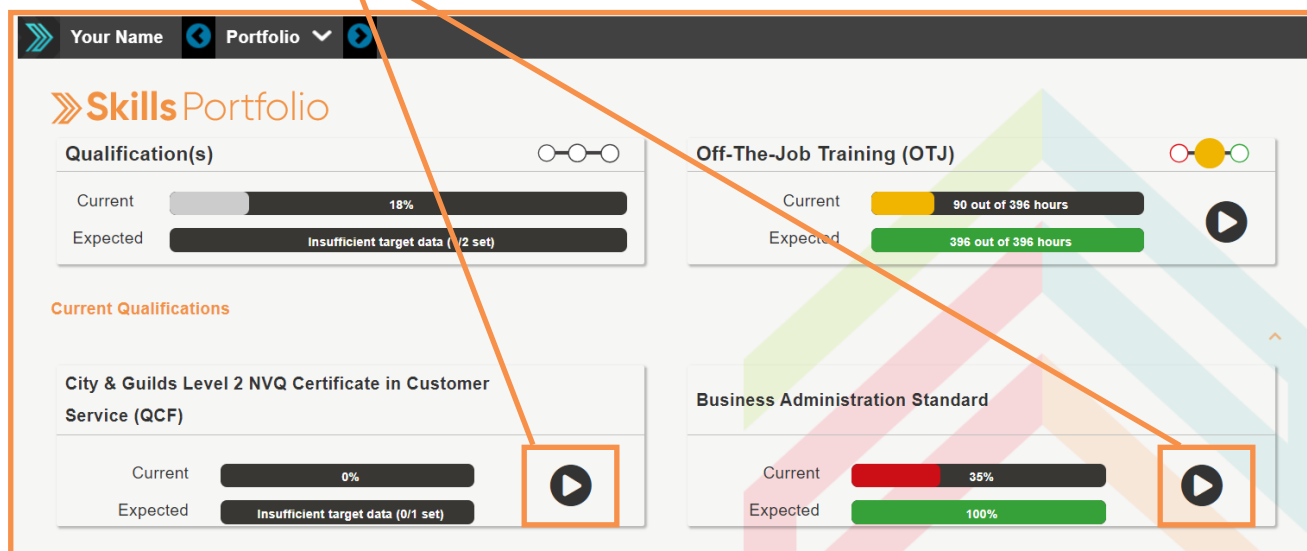 Your Name Portfolio
Skills Portfolio
Qualification(s)
Current 18%
Expected Insufficient target data ( /2 set)
Off-The-Job Training (OTJ)
Current 90 out of 396 hours
Expected 396 out of 396 hours
Current Qualifications
City & Guilds Level 2 NVQ Certificate in Customer
Service (QCF)
Current 0%
Expected Insufficient target data (0/1 set)
Business Administration Standard
Current 35%
Expected 100%